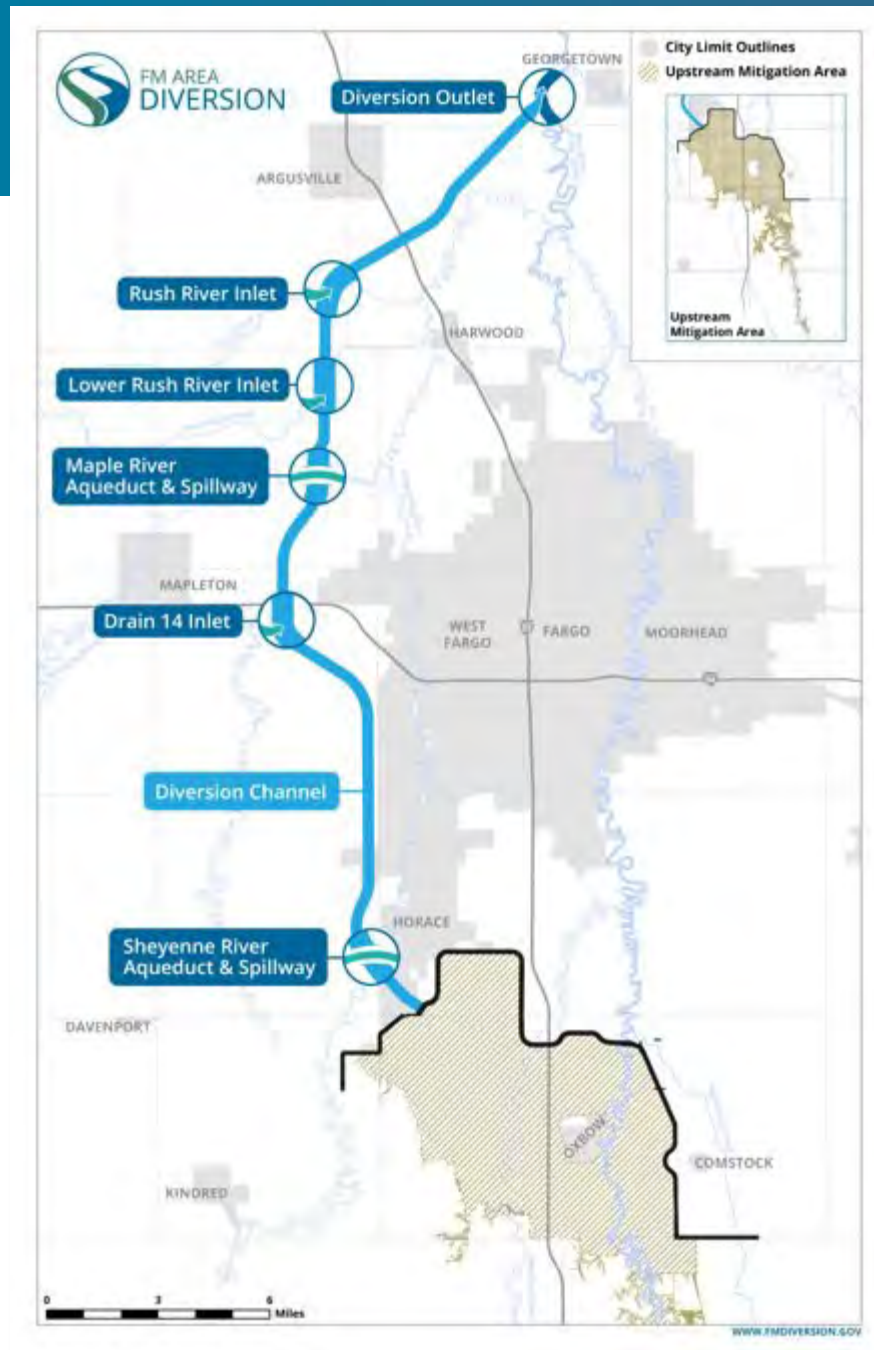 FM AREA
DIVERSION
GEORGETOWN
City Limit Outlines
Upstream Mitigation Area
Diversion Outlet
ARGUSVILLE
Rush River Inlet
HARWOOD
Upstream
Mitigation Area
Lower Rush River Inlet
Maple River
Aqueduct & Spillway
MAPLETON
Drain 14 Inlet
WEST
FARGO
FARGO
MOORHEAD
Diversion Channel
HORACE
Sheyenne River
Aqueduct & Spillway
DAVENPORT
OXBOW
COMSTOCK
KINDRED
0
3
6
Miles
WWW.FMDIVERSION.GOV